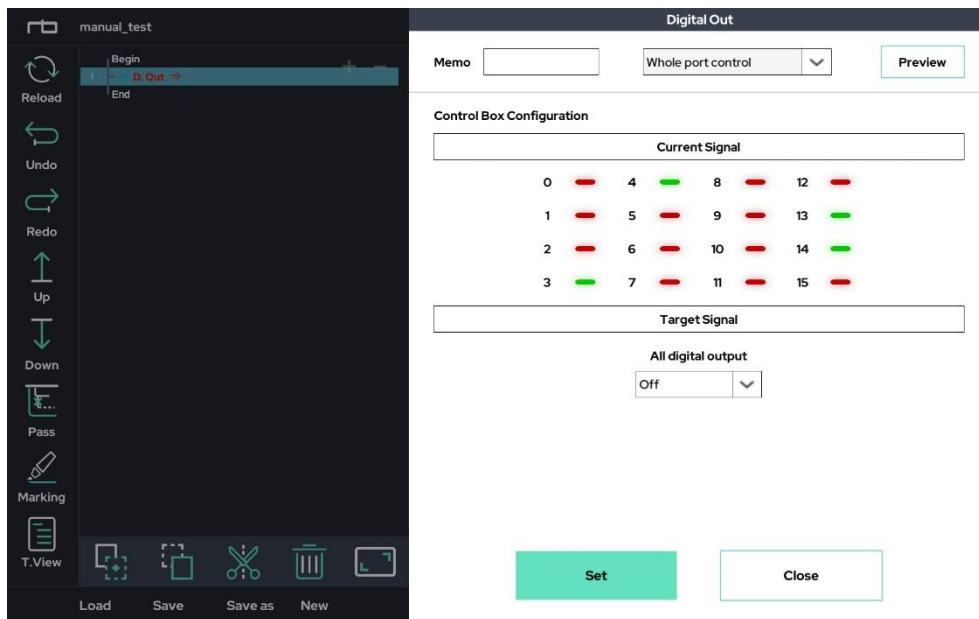 manual_test
Reload
Undo
Redo
Up
Down
Pass
Marking
T.View
Begin
1 D. Out ⇒
End
Load Save Save as New
Digital Out
Memo Whole port control Preview
Control Box Configuration
Current Signal
0 4 8 12
1 5 9 13
2 6 10 14
3 7 11 15
Target Signal
All digital output
Off
Set Close